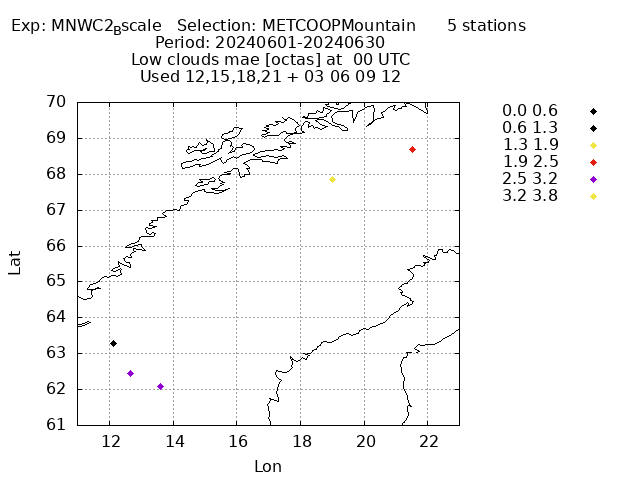 Exp: MNWC2Bscale   Selection: METCOOPMountain      5 stations
Period: 20240601-20240630
Low clouds mae [octas] at  00 UTC
Used 12,15,18,21 + 03 06 09 12
70
69
68
67
66
65
64
63
62
61
Lat
12 14 16 18 20 22
Lon
0.0 0.6
0.6 1.3
1.3 1.9
1.9 2.5
2.5 3.2
3.2 3.8